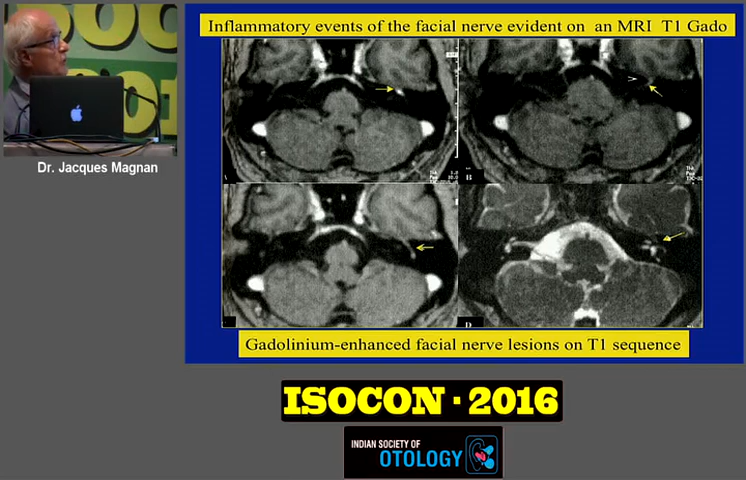 Inflammatory events of the facial nerve evident on an MRI T1 Gado
Dr. Jacques Magnan
Gadolinium-enhanced facial nerve lesions on T1 sequence
ISOCON · 2016
INDIAN SOCIETY OF
OTOLOGY